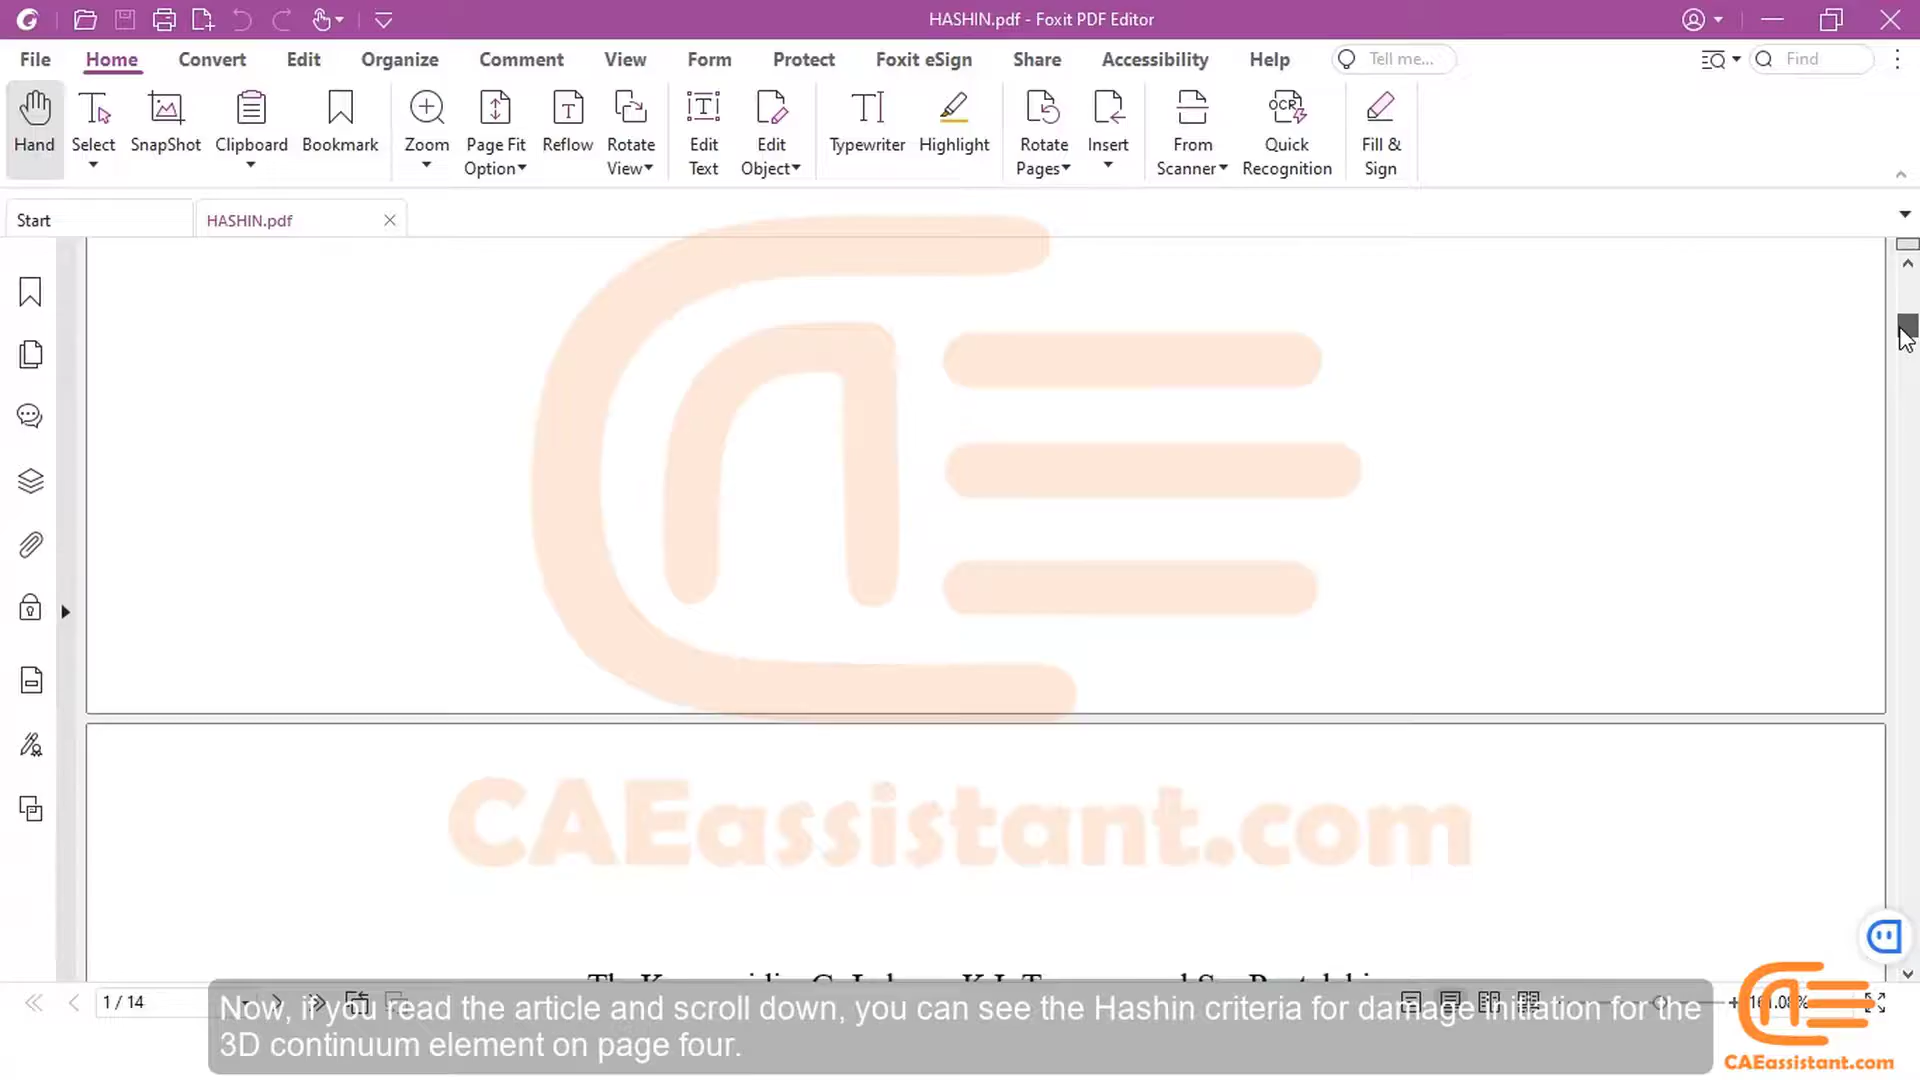 HASHIN.pdf - Foxit PDF Editor
File Home Convert Edit Organize Comment View Form Protect Foxit eSign Share Accessibility Help Tell me... Find
Hand Select SnapShot Clipboard Bookmark Zoom Page Fit Option Reflow Rotate View Edit Text Edit Object Typewriter Highlight Rotate Pages Insert From Scanner Quick Recognition Fill & Sign
OCR
Start HASHIN.pdf
CAEassistant.com
1 / 14
Now, if you read the article and scroll down, you can see the Hashin criteria for damage initiation for the
3D continuum element on page four.
CAEassistant.com